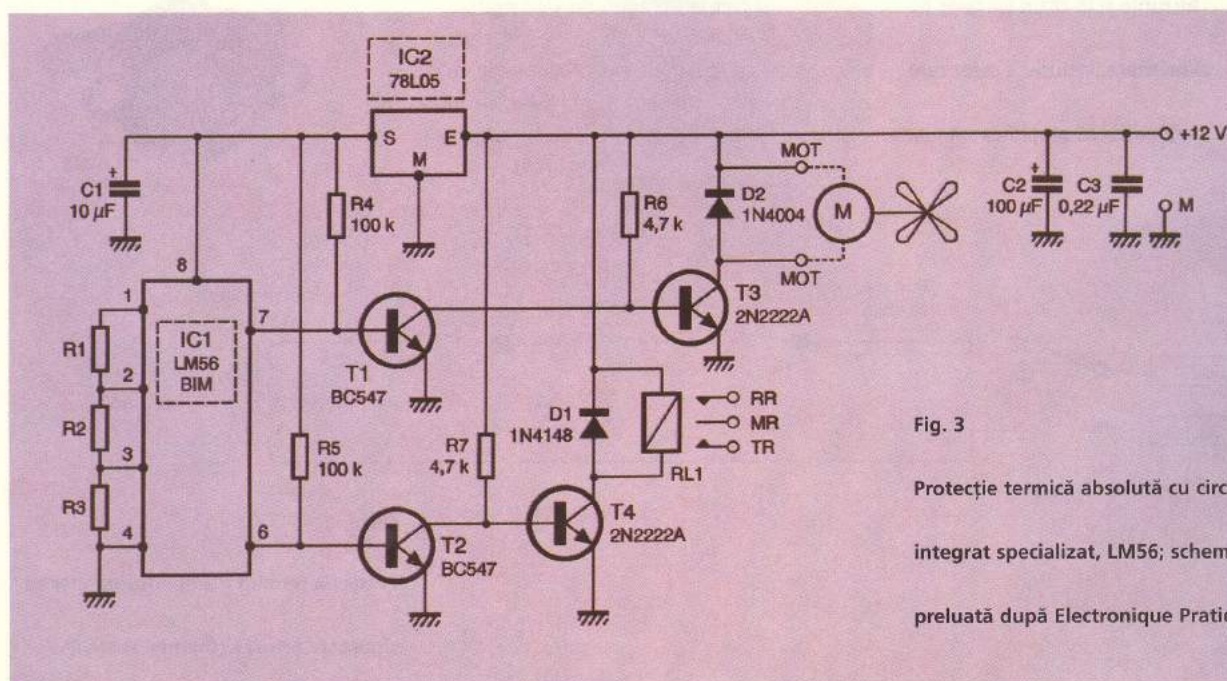 IC2
78L05
S
E
M
+12 V
MOT
C1
10 µF
+
R4
100 k
R6
4,7 k
D2
1N4004
M
C2
100 µF
+
C3
0,22 µF
M
MOT
8
1
2
3
4
7
6
R1
R2
R3
IC1
LM56
BIM
T1
BC547
T3
2N2222A
R5
100 k
R7
4,7 k
D1
1N4148
RL1
RR
MR
TR
T2
BC547
T4
2N2222A
Fig. 3
Protecție termică absolută cu circ
integrat specializat, LM56; schem
preluată după Electronique Pratic